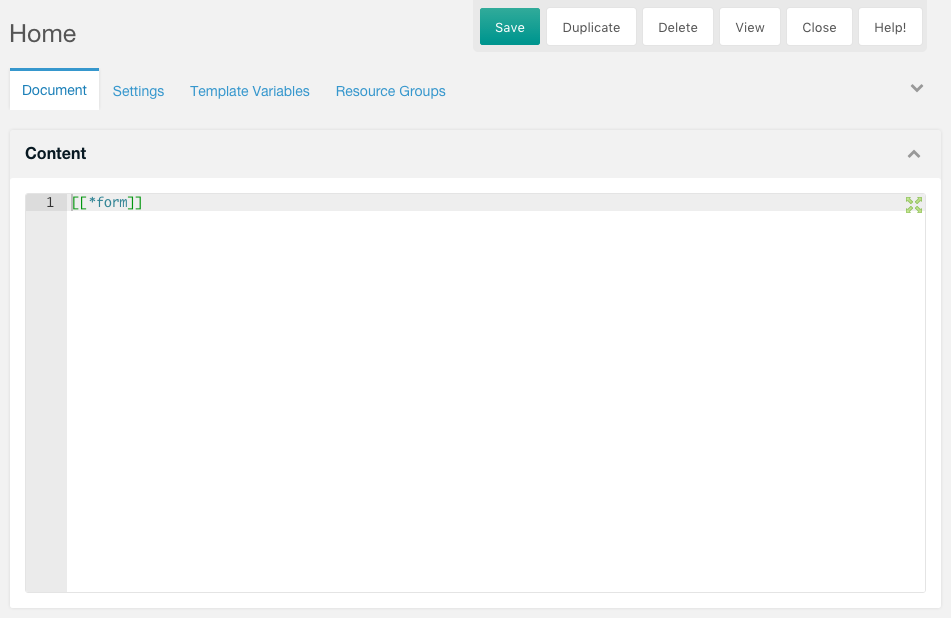 Home
Save Duplicate Delete View Close Help!
Document Settings Template Variables Resource Groups
Content
1 [[*form]]